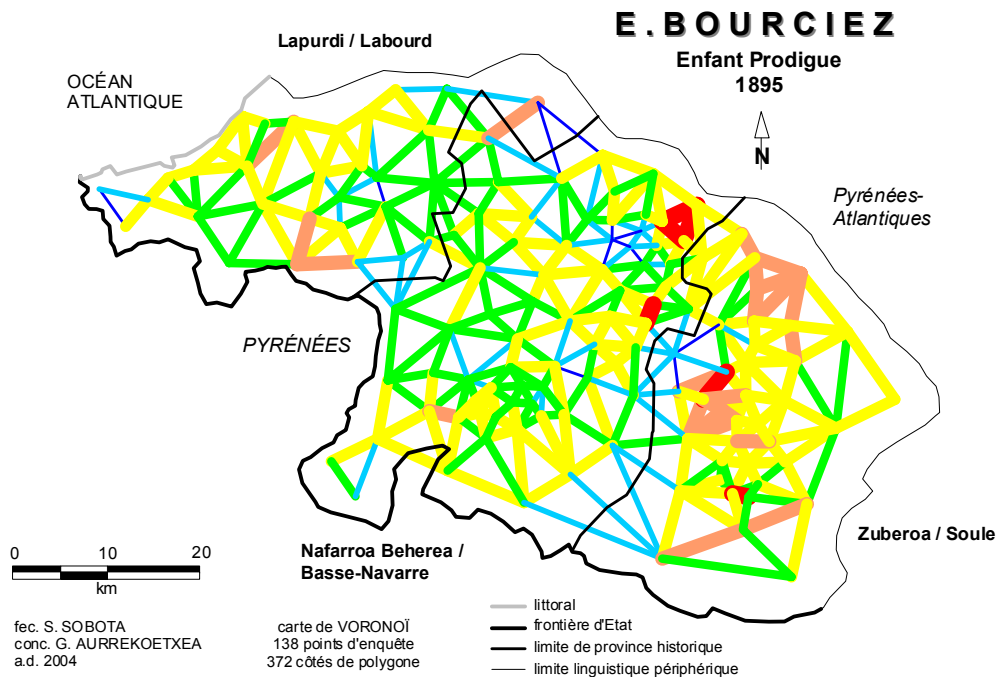 E.BOURCIEZ
Enfant Prodigue
1895
Lapurdi / Labourd
OCÉAN
ATLANTIQUE
N
Pyrénées-
Atlantiques
PYRÉNÉES
Zuberoa / Soule
Nafarroa Beherea /
Basse-Navarre
0 10 20
km
fec. S. SOBOTA
conc. G. AURREKOETXEA
a.d. 2004
carte de VORONOÏ
138 points d'enquête
372 côtés de polygone
littoral
frontière d'Etat
limite de province historique
limite linguistique périphérique